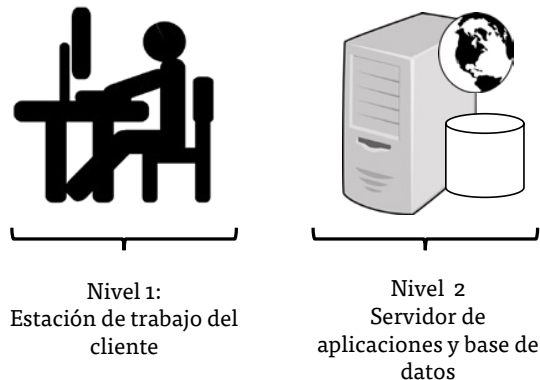 Nivel 1:
Estación de trabajo del
cliente
Nivel 2
Servidor de
aplicaciones y base de
datos